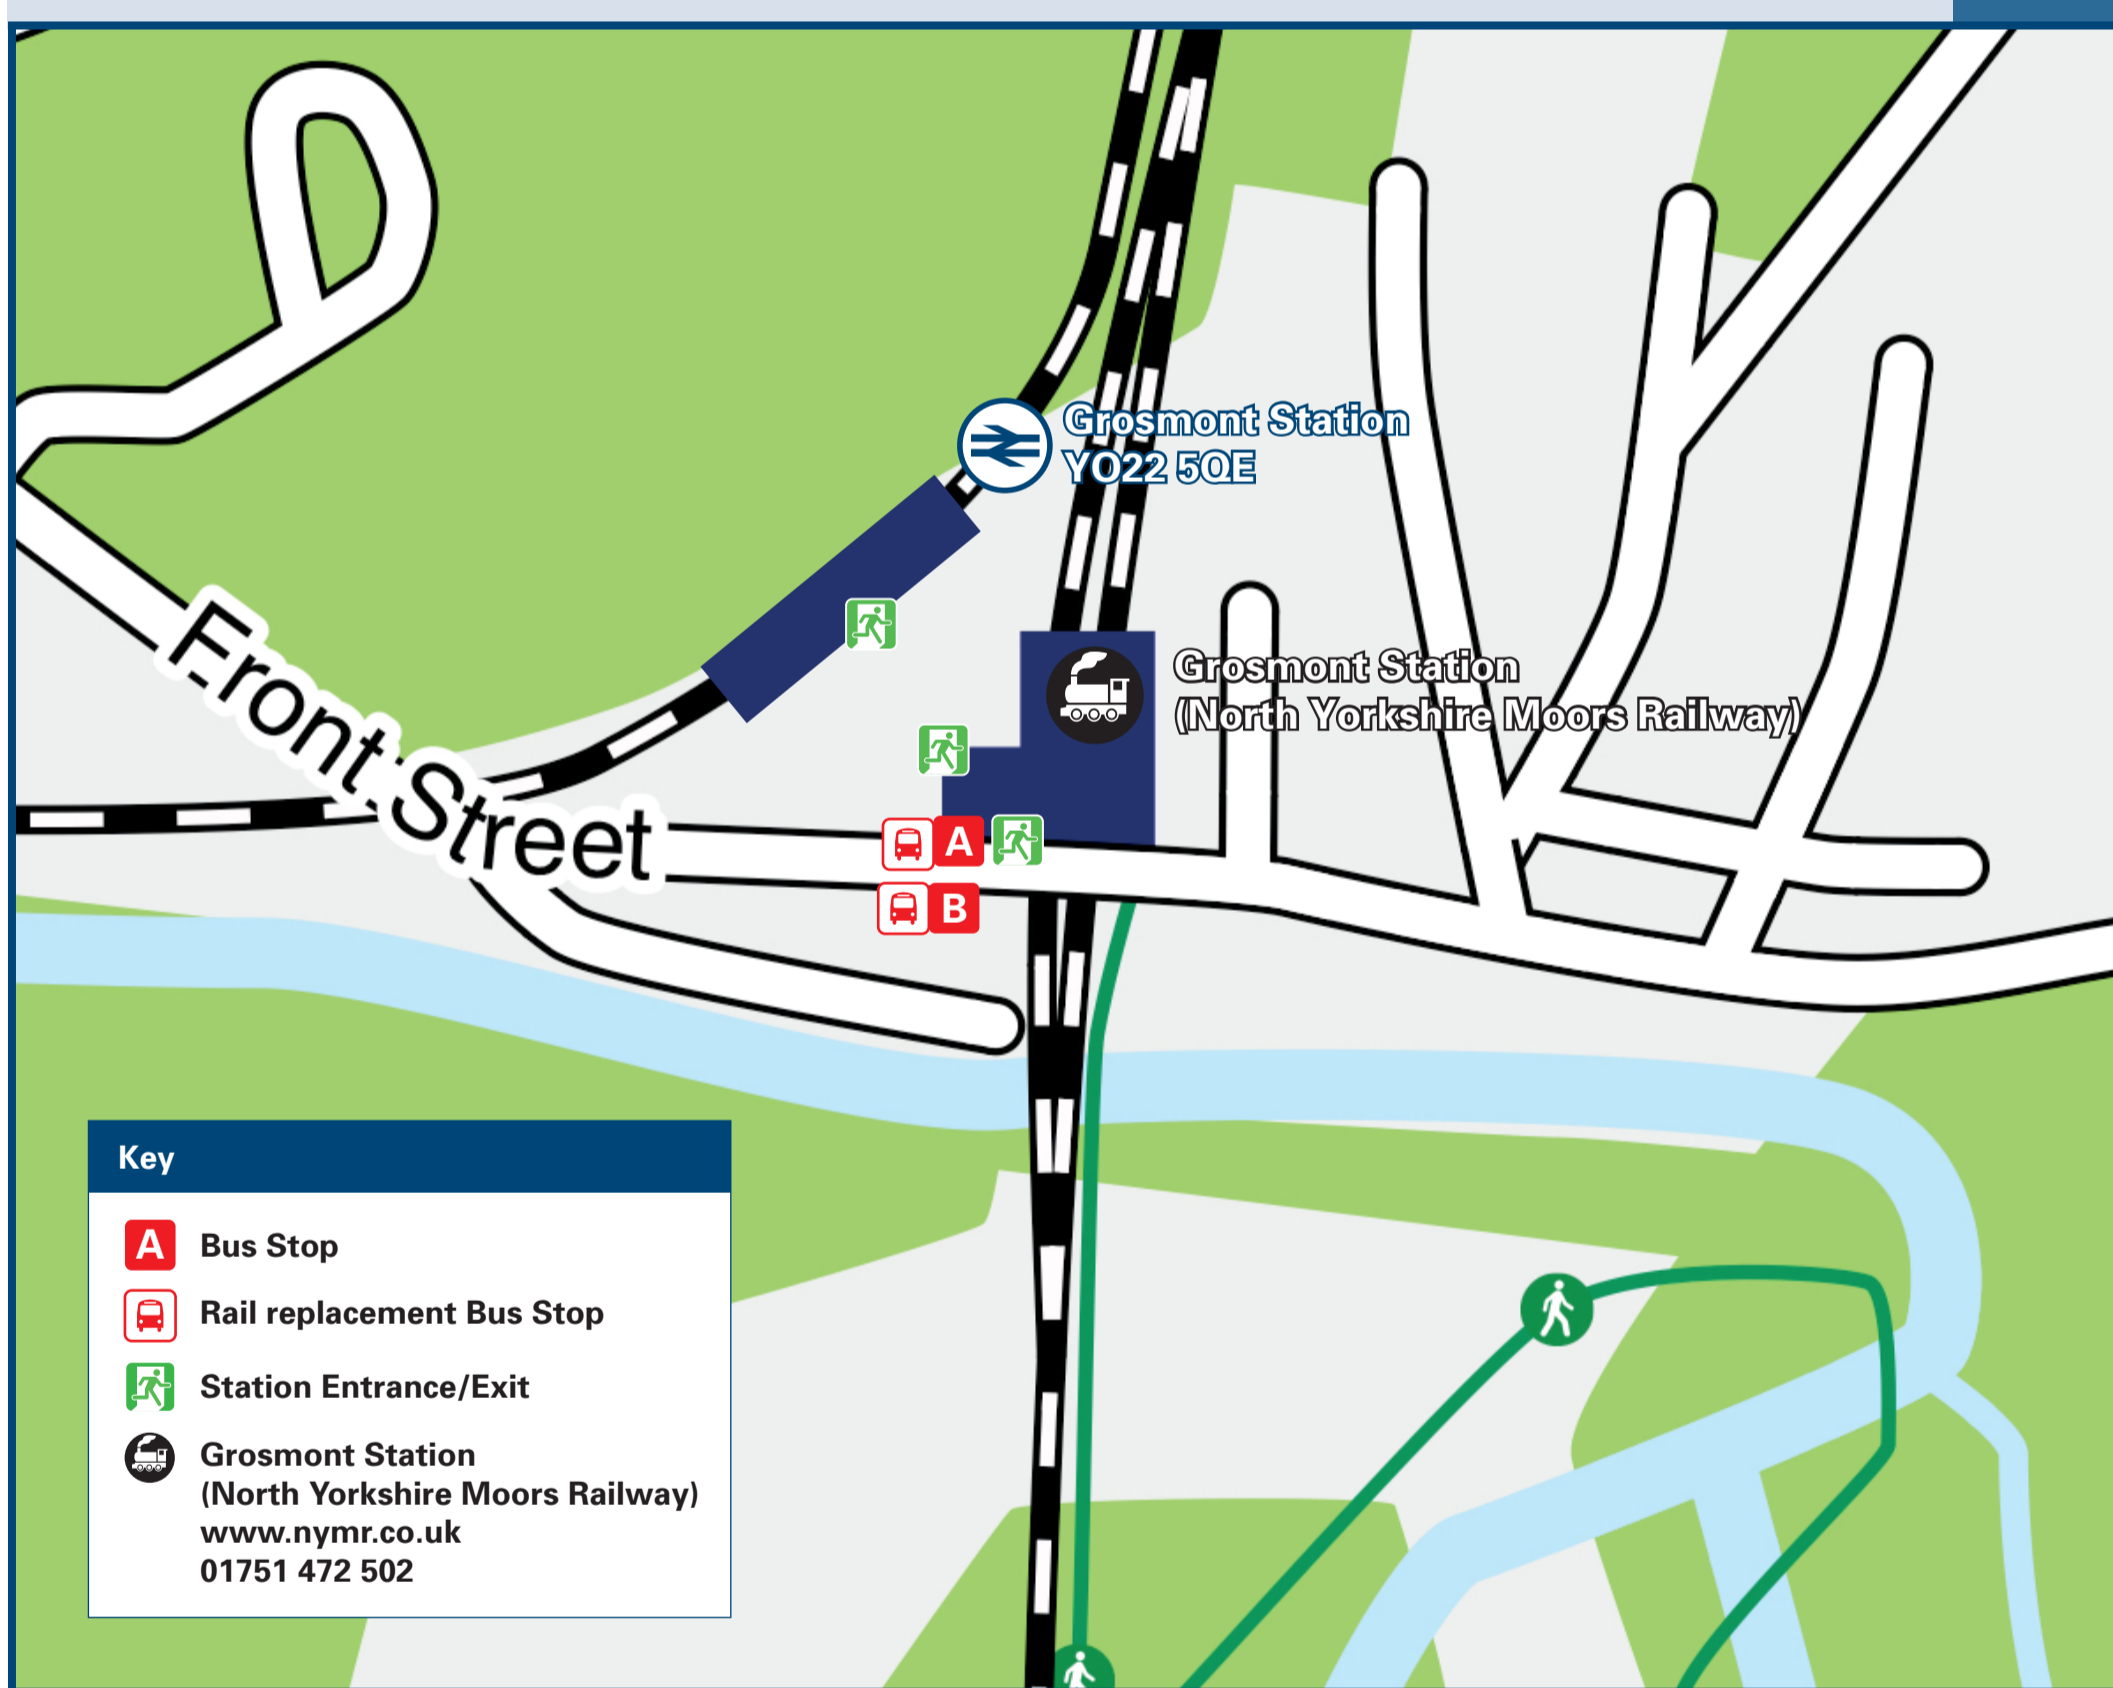 Grosmont Station
YO22 5QE
Front Street
Grosmont Station
(North Yorkshire Moors Railway)
A
B
Key
A Bus Stop
Rail replacement Bus Stop
Station Entrance/Exit
Grosmont Station
(North Yorkshire Moors Railway)
www.nymr.co.uk
01751 472 502